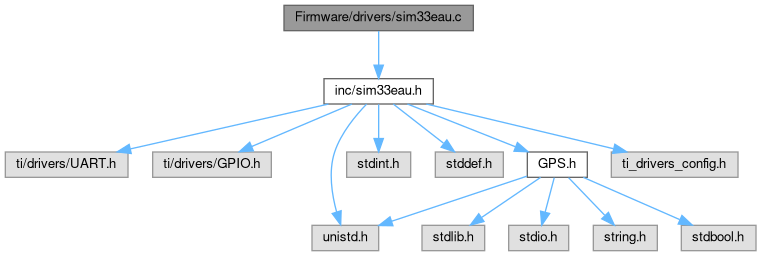 Firmware/drivers/sim33eau.c
inc/sim33eau.h
ti/drivers/UART.h
ti/drivers/GPIO.h
stdint.h
stddef.h
GPS.h
ti_drivers_config.h
unistd.h
stdlib.h
stdio.h
string.h
stdbool.h